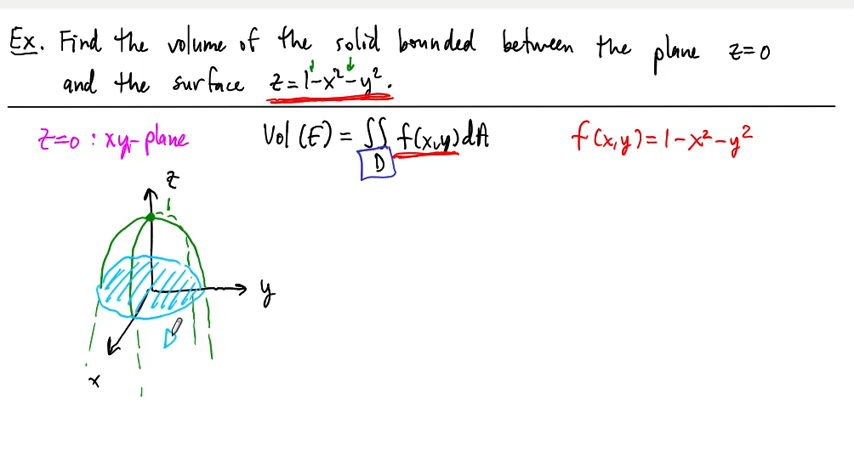 Ex. Find the volume of the solid bounded between the plane z=0
and the surface z=1-x²-y².
z=0 : xy-plane
Vol (E) = ∬ f(x,y)dA
D
f(x,y)=1-x²-y²
z
1
y
D
x